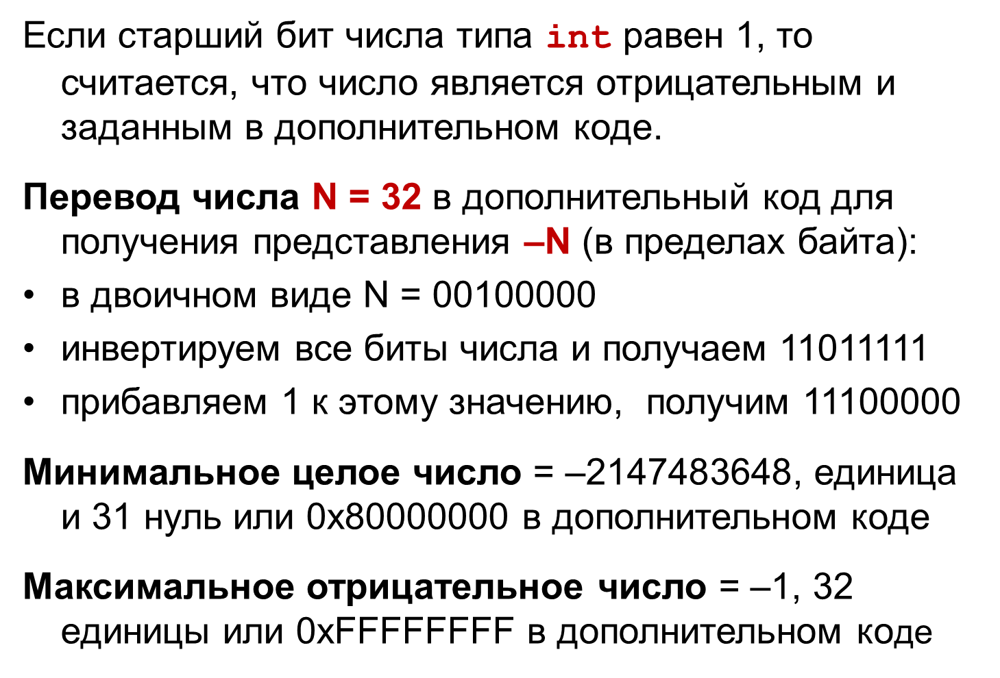 Если старший бит числа типа int равен 1, то
считается, что число является отрицательным и
заданным в дополнительном коде.
Перевод числа N = 32 в дополнительный код для
получения представления –N (в пределах байта):
• в двоичном виде N = 00100000
• инвертируем все биты числа и получаем 11011111
• прибавляем 1 к этому значению, получим 11100000
Минимальное целое число = –2147483648, единица
и 31 нуль или 0x80000000 в дополнительном коде
Максимальное отрицательное число = –1, 32
единицы или 0xFFFFFFFF в дополнительном коде